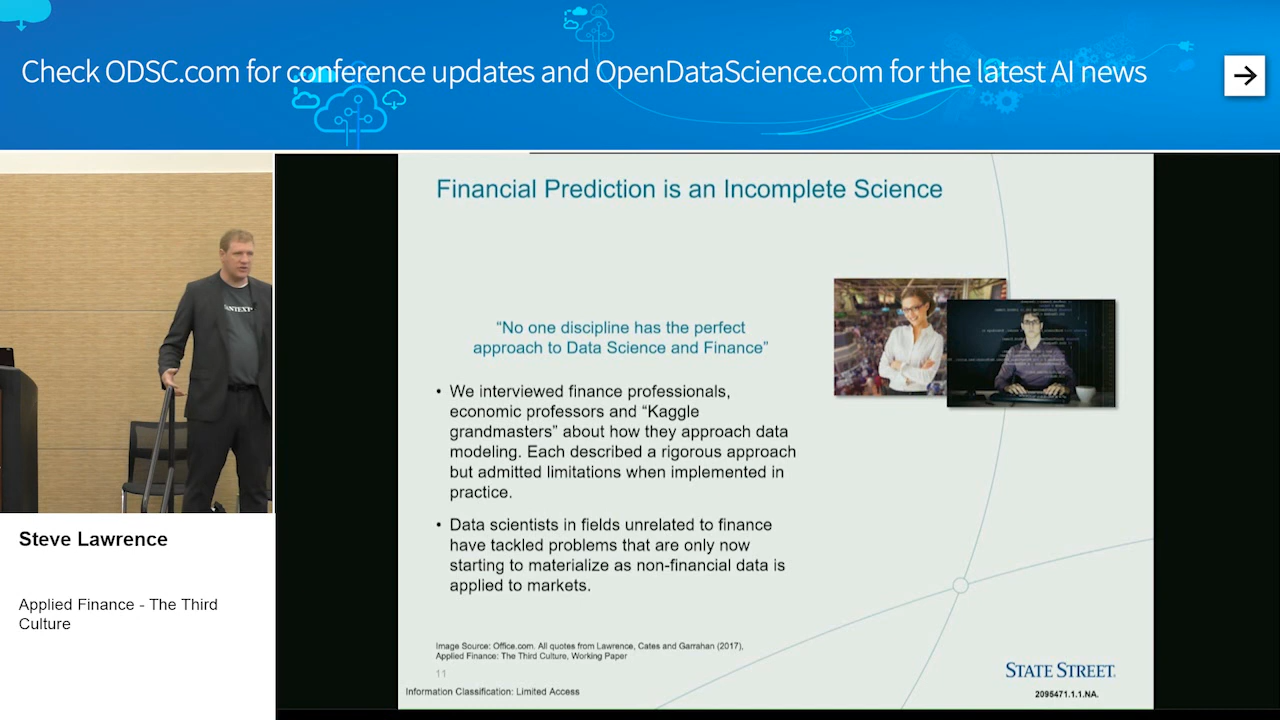 Check ODSC.com for conference updates and OpenDataScience.com for the latest AI news
Financial Prediction is an Incomplete Science
“No one discipline has the perfect
approach to Data Science and Finance”
• We interviewed finance professionals,
economic professors and “Kaggle
grandmasters” about how they approach data
modeling. Each described a rigorous approach
but admitted limitations when implemented in
practice.
• Data scientists in fields unrelated to finance
have tackled problems that are only now
starting to materialize as non-financial data is
applied to markets.
Image Source: Office.com. All quotes from Lawrence, Cates and Garrahan (2017),
Applied Finance: The Third Culture, Working Paper
11
Information Classification: Limited Access
STATE STREET.
2095471.1.1.NA.
Steve Lawrence
Applied Finance - The Third
Culture